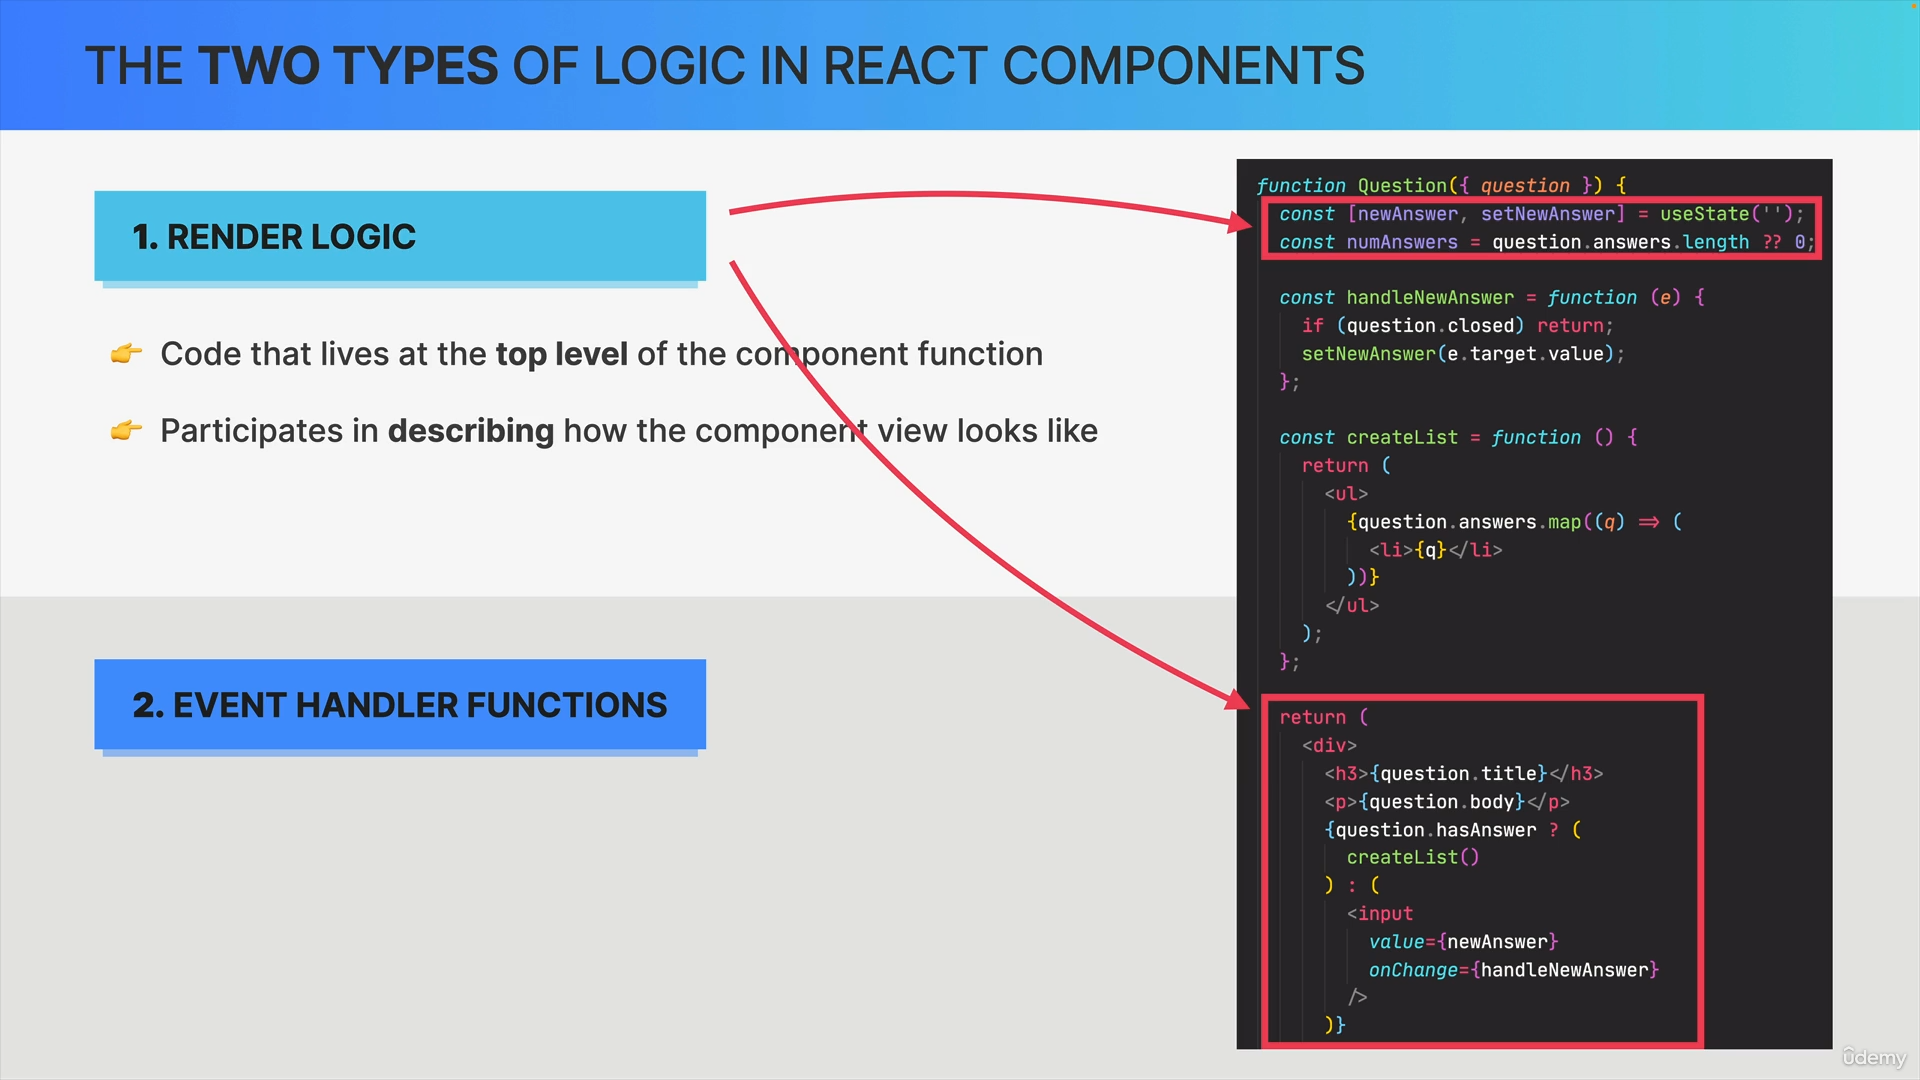 THE TWO TYPES OF LOGIC IN REACT COMPONENTS
1. RENDER LOGIC
👉 Code that lives at the top level of the component function
👉 Participates in describing how the component view looks like
2. EVENT HANDLER FUNCTIONS
function Question({ question }) {
  const [newAnswer, setNewAnswer] = useState('');
  const numAnswers = question.answers.length ?? 0;
  const handleNewAnswer = function (e) {
    if (question.closed) return;
    setNewAnswer(e.target.value);
  };
  const createList = function () {
    return (
      <ul>
        {question.answers.map((q) => (
          <li>{q}</li>
        ))}
      </ul>
    );
  };
  return (
    <div>
      <h3>{question.title}</h3>
      <p>{question.body}</p>
      {question.hasAnswer ? (
        createList()
      ) : (
        <input
          value={newAnswer}
          onChange={handleNewAnswer}
        />
      )}
ûdemy